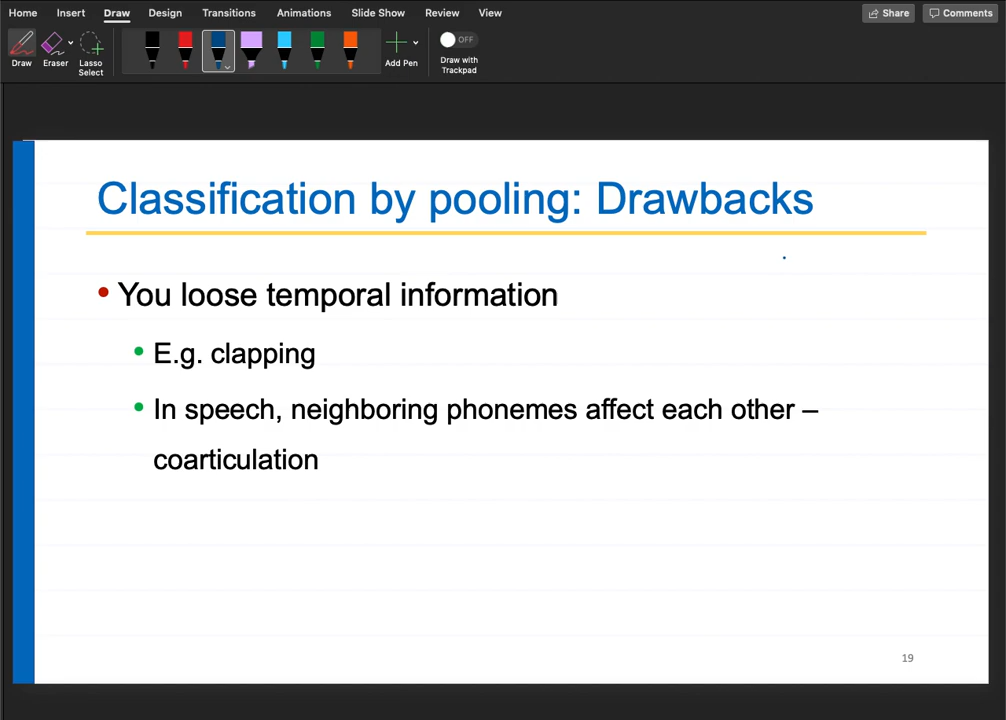 Home Insert Draw Design Transitions Animations Slide Show Review View Share Comments
Draw Eraser Lasso Select Add Pen OFF Draw with Trackpad
Classification by pooling: Drawbacks
• You loose temporal information
• E.g. clapping
• In speech, neighboring phonemes affect each other –
coarticulation
19